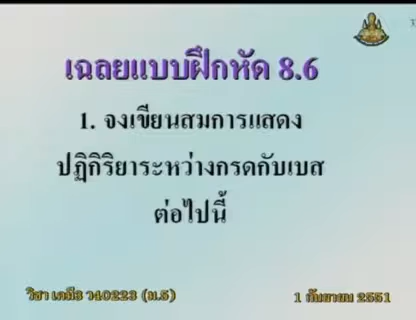 เฉลยแบบฝึกหัด 8.6
1. จงเขียนสมการแสดง
ปฏิกิริยาระหว่างกรดกับเบส
ต่อไปนี้
วิชา เคมี3 ว40223 (ม.5)
1 กันยายน 2551